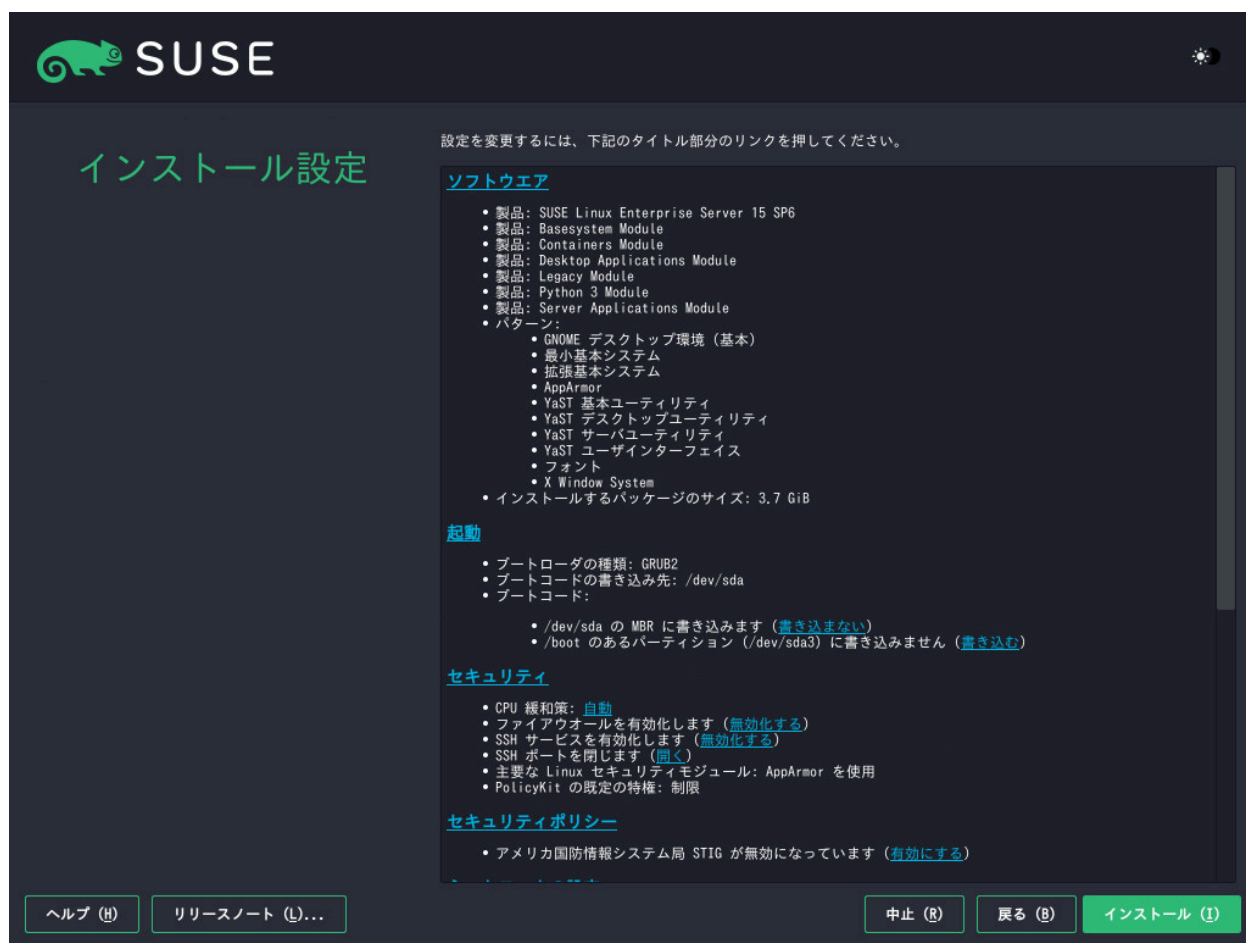 SUSE
インストール設定
設定を変更するには、下記のタイトル部分のリンクを押してください。
ソフトウエア
• 製品: SUSE Linux Enterprise Server 15 SP6
• 製品: Basesystem Module
• 製品: Containers Module
• 製品: Desktop Applications Module
• 製品: Legacy Module
• 製品: Python 3 Module
• 製品: Server Applications Module
• パターン:
• GNOME デスクトップ環境 (基本)
• 最小基本システム
• 拡張基本システム
• AppArmor
• YaST 基本ユーティリティ
• YaST デスクトップユーティリティ
• YaST サーバユーティリティ
• YaST ユーザインターフェイス
• フォント
• X Window System
• インストールするパッケージのサイズ: 3.7 GiB
起動
• ブートローダの種類: GRUB2
• ブートコードの書き込み先: /dev/sda
• ブートコード:
• /dev/sda の MBR に書き込みます (書き込まない)
• /boot のあるパーティション (/dev/sda3) に書き込みません (書き込む)
セキュリティ
• CPU 緩和策: 自動
• ファイアウオールを有効化します (無効化する)
• SSH サービスを有効化します (無効化する)
• SSH ポートを閉じます (開く)
• 主要な Linux セキュリティモジュール: AppArmor を使用
• PolicyKit の既定の特権: 制限
セキュリティポリシー
• アメリカ国防情報システム局 STIG が無効になっています (有効にする)
ヘルプ (H)
リリースノート (L)...
中止 (R)
戻る (B)
インストール (I)